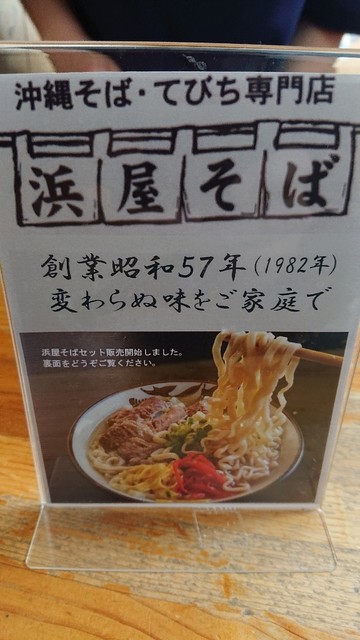 沖縄そば・てびち専門店
浜屋そば
創業昭和57年(1982年)
変わらぬ味をご家庭で
浜屋そばセット販売開始しました。
裏面をどうぞご覧ください。